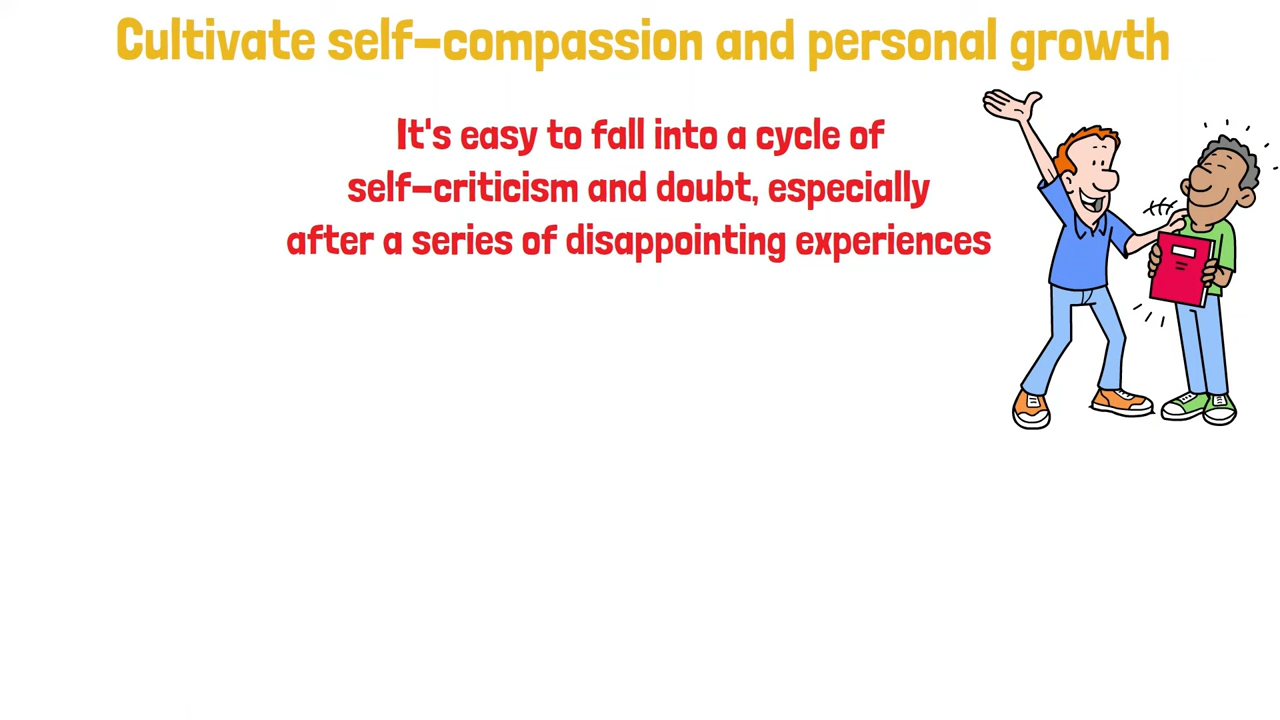 Cultivate self-compassion and personal growth
It's easy to fall into a cycle of
self-criticism and doubt, especially
after a series of disappointing experiences